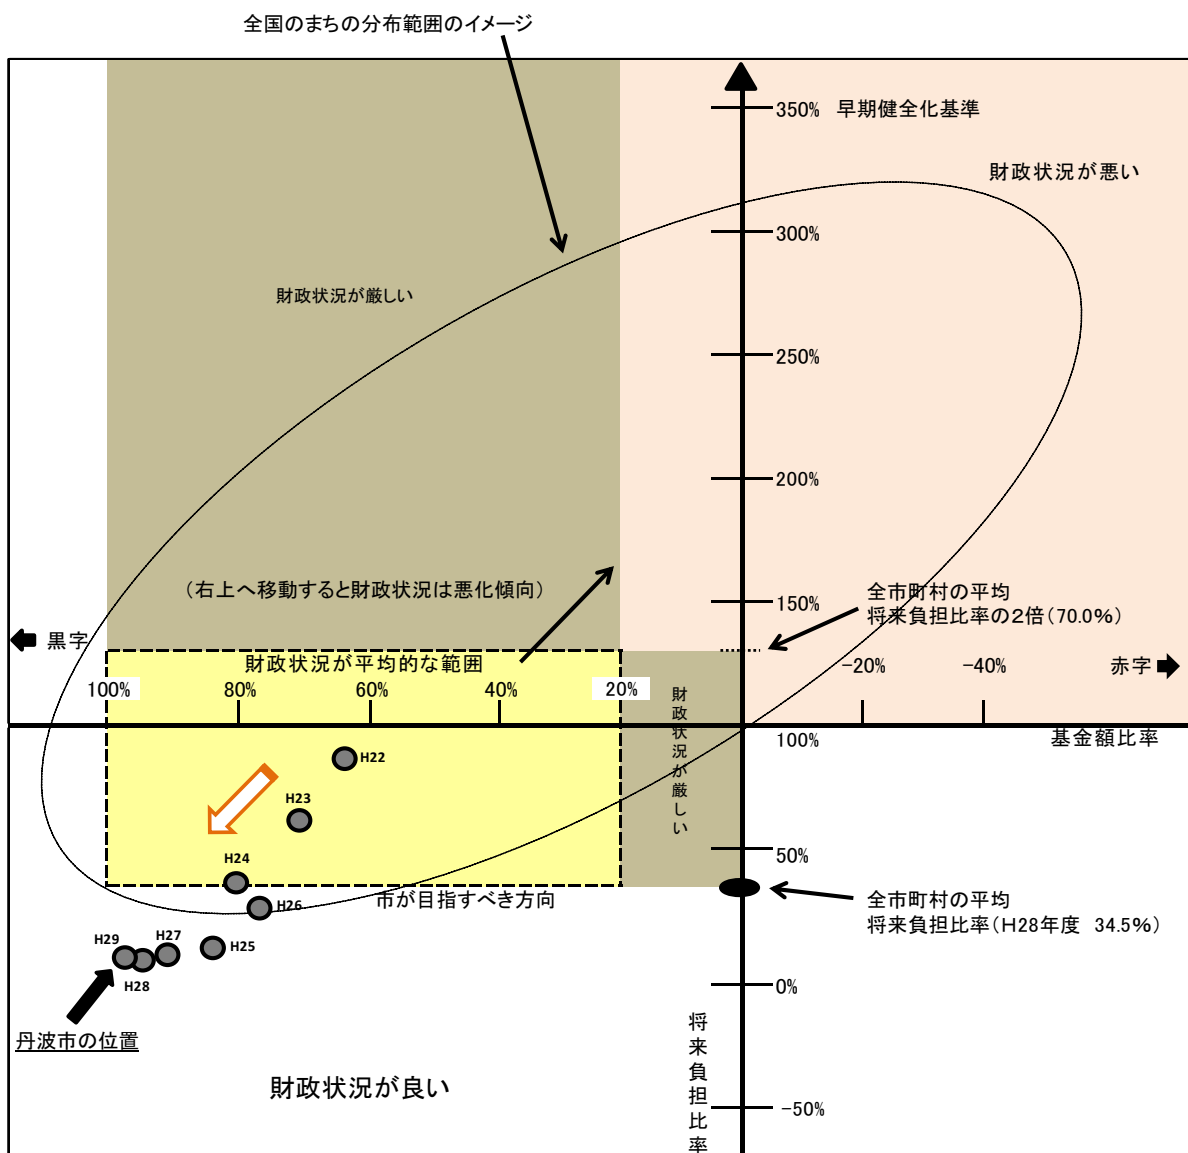 全国のまちの分布範囲のイメージ
350%
早期健全化基準
財政状況が悪い
300%
財政状況が厳しい
250%
200%
(右上へ移動すると財政状況は悪化傾向)
150%
全市町村の平均
将来負担比率の2倍(70.0%)
黒字
財政状況が平均的な範囲
-20%
-40%
赤字
100%
80%
60%
40%
20%
財政状況が厳しい
100%
基金額比率
H22
H23
H24
50%
市が目指すべき方向
全市町村の平均
将来負担比率(H28年度 34.5%)
H26
H29
H27
H25
H28
0%
丹波市の位置
将来負担比率
財政状況が良い
-50%